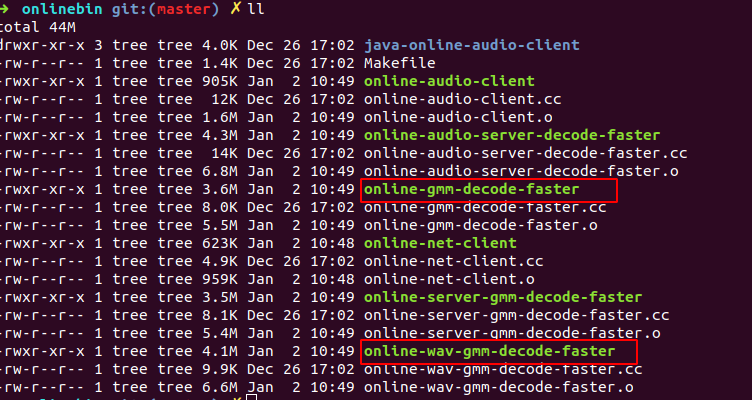 ➜ onlinebin git:(master) ✗ ll
total 44M
drwxr-xr-x 3 tree tree 4.0K Dec 26 17:02 java-online-audio-client
-rw-r--r-- 1 tree tree 1.4K Dec 26 17:02 Makefile
-rwxr-xr-x 1 tree tree 905K Jan  2 10:49 online-audio-client
-rw-r--r-- 1 tree tree  12K Dec 26 17:02 online-audio-client.cc
-rw-r--r-- 1 tree tree 1.6M Jan  2 10:49 online-audio-client.o
-rwxr-xr-x 1 tree tree 4.3M Jan  2 10:49 online-audio-server-decode-faster
-rw-r--r-- 1 tree tree  14K Dec 26 17:02 online-audio-server-decode-faster.cc
-rw-r--r-- 1 tree tree 6.8M Jan  2 10:49 online-audio-server-decode-faster.o
-rwxr-xr-x 1 tree tree 3.6M Jan  2 10:49 online-gmm-decode-faster
-rw-r--r-- 1 tree tree 8.0K Dec 26 17:02 online-gmm-decode-faster.cc
-rw-r--r-- 1 tree tree 5.5M Jan  2 10:49 online-gmm-decode-faster.o
-rwxr-xr-x 1 tree tree 623K Jan  2 10:48 online-net-client
-rw-r--r-- 1 tree tree 4.9K Dec 26 17:02 online-net-client.cc
-rw-r--r-- 1 tree tree 959K Jan  2 10:48 online-net-client.o
-rwxr-xr-x 1 tree tree 3.5M Jan  2 10:49 online-server-gmm-decode-faster
-rw-r--r-- 1 tree tree 8.1K Dec 26 17:02 online-server-gmm-decode-faster.cc
-rw-r--r-- 1 tree tree 5.4M Jan  2 10:49 online-server-gmm-decode-faster.o
-rwxr-xr-x 1 tree tree 4.1M Jan  2 10:49 online-wav-gmm-decode-faster
-rw-r--r-- 1 tree tree 9.9K Dec 26 17:02 online-wav-gmm-decode-faster.cc
-rw-r--r-- 1 tree tree 6.6M Jan  2 10:49 online-wav-gmm-decode-faster.o